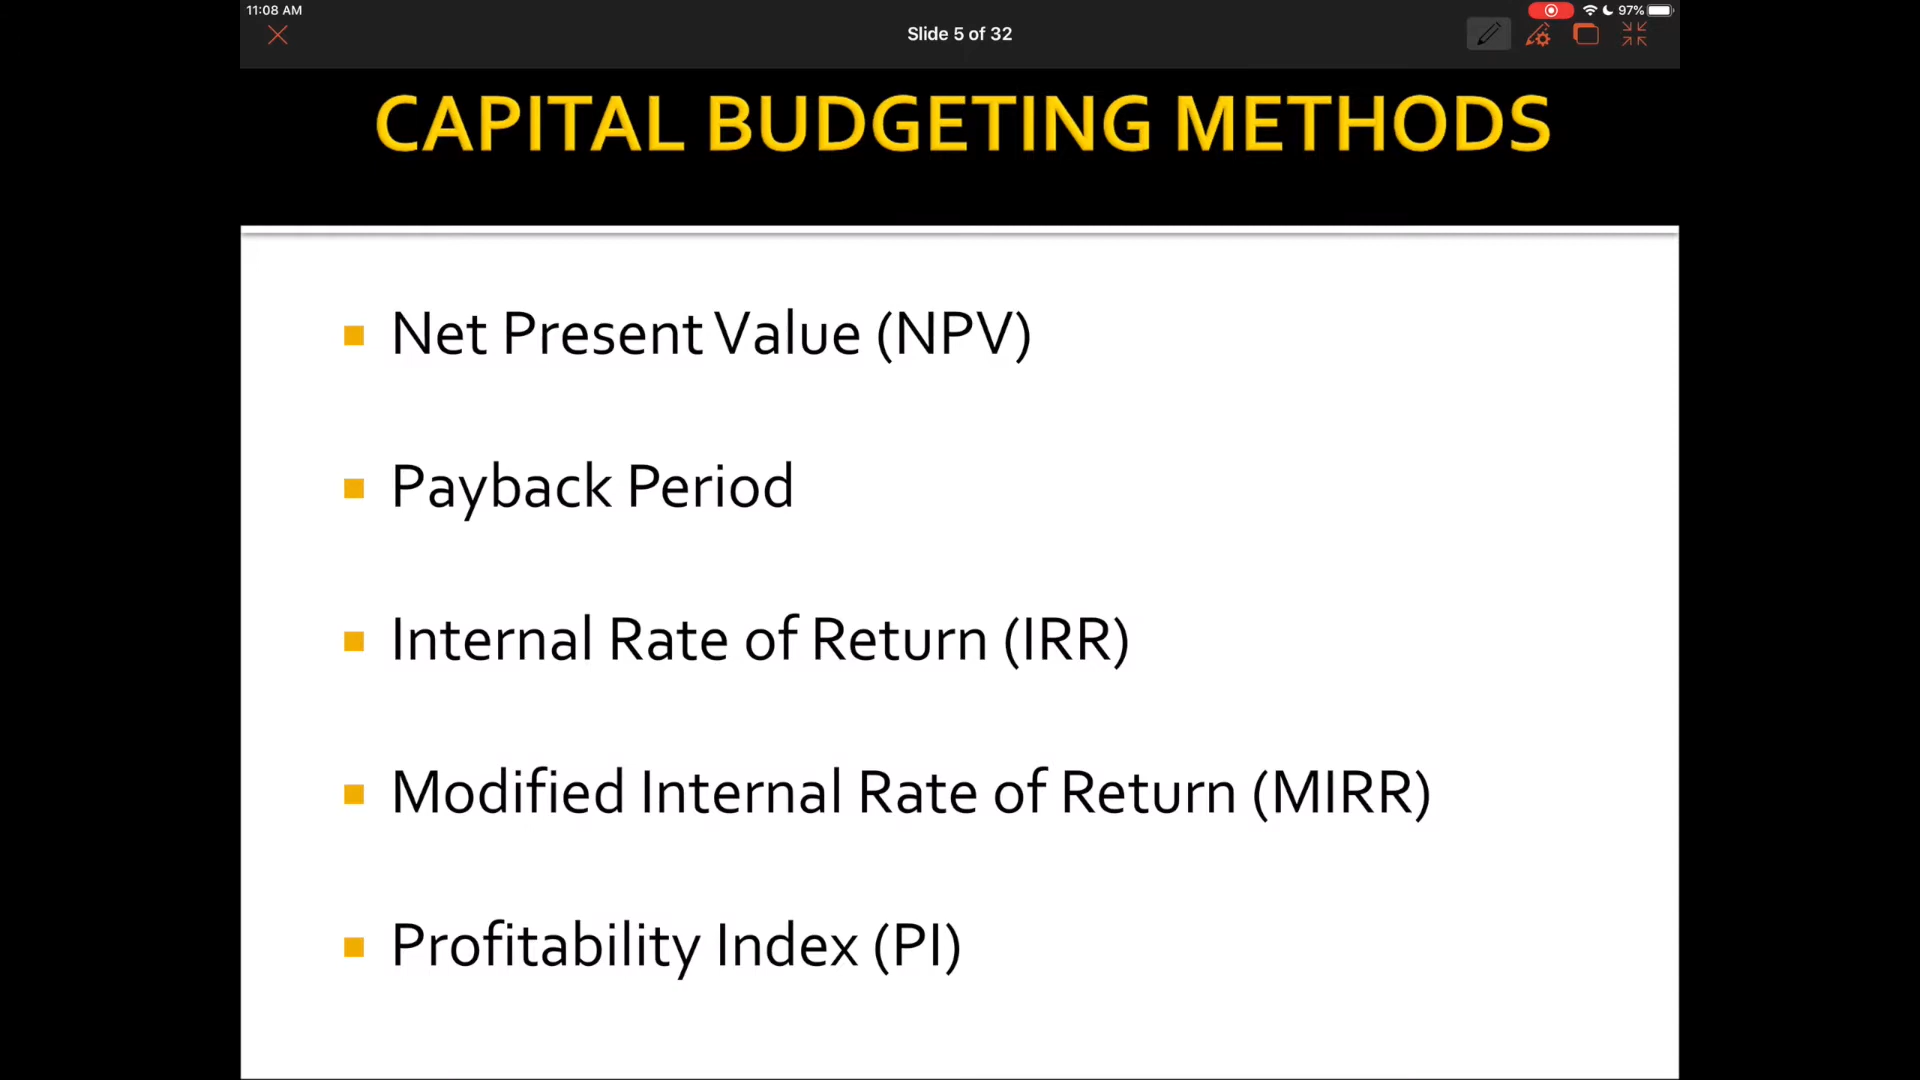 11:08 AM
97%
Slide 5 of 32
CAPITAL BUDGETING METHODS
Net Present Value (NPV)
Payback Period
Internal Rate of Return (IRR)
Modified Internal Rate of Return (MIRR)
Profitability Index (PI)